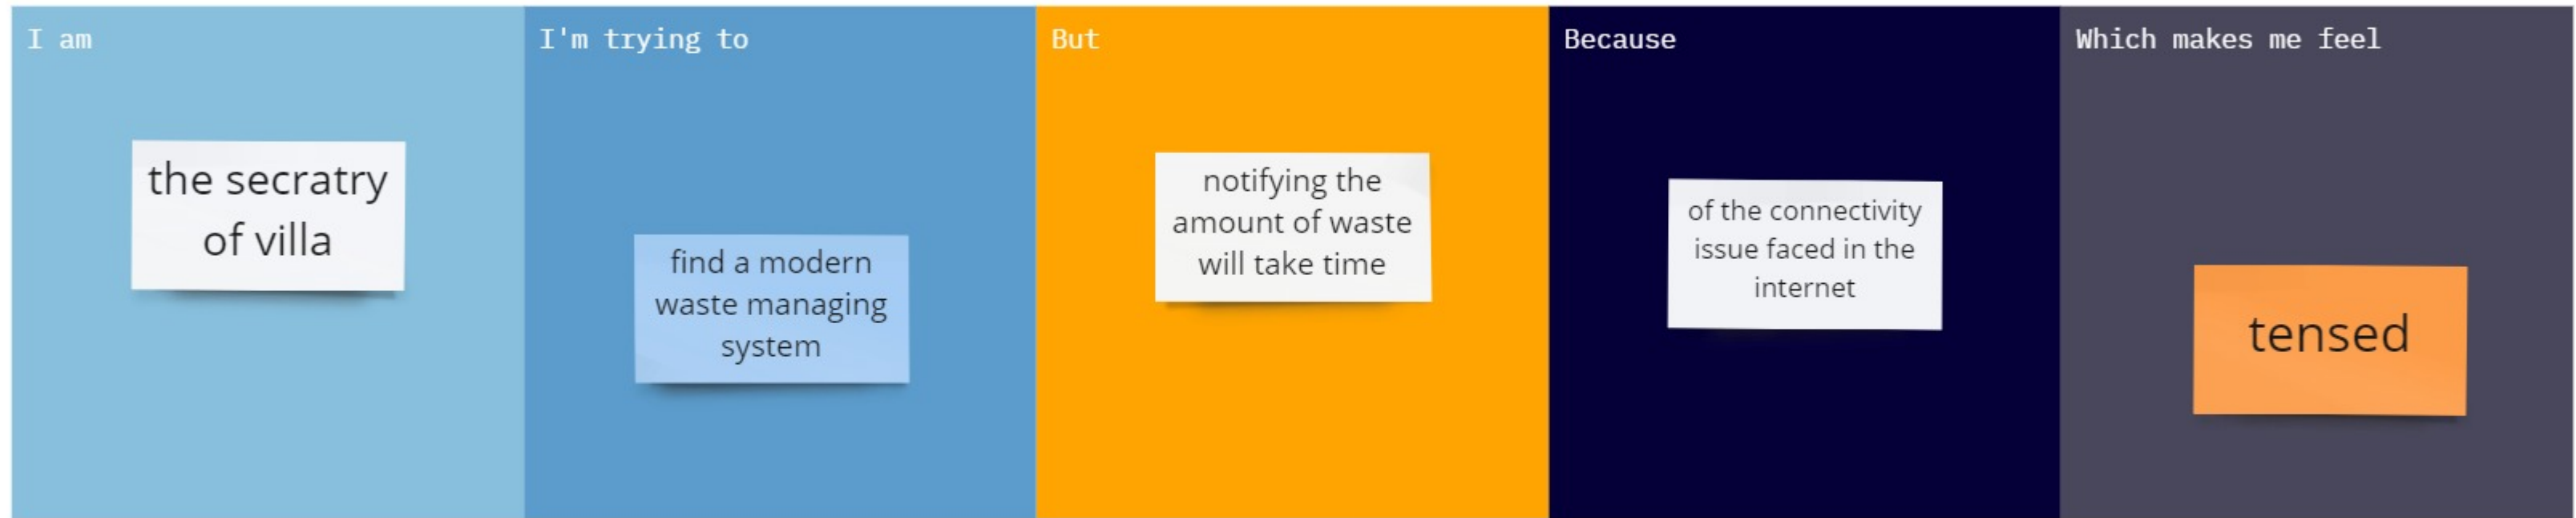 I am
the secratry
of villa
I'm trying to
find a modern
waste managing
system
But
notifying the
amount of waste
will take time
Because
of the connectivity
issue faced in the
internet
Which makes me feel
tensed